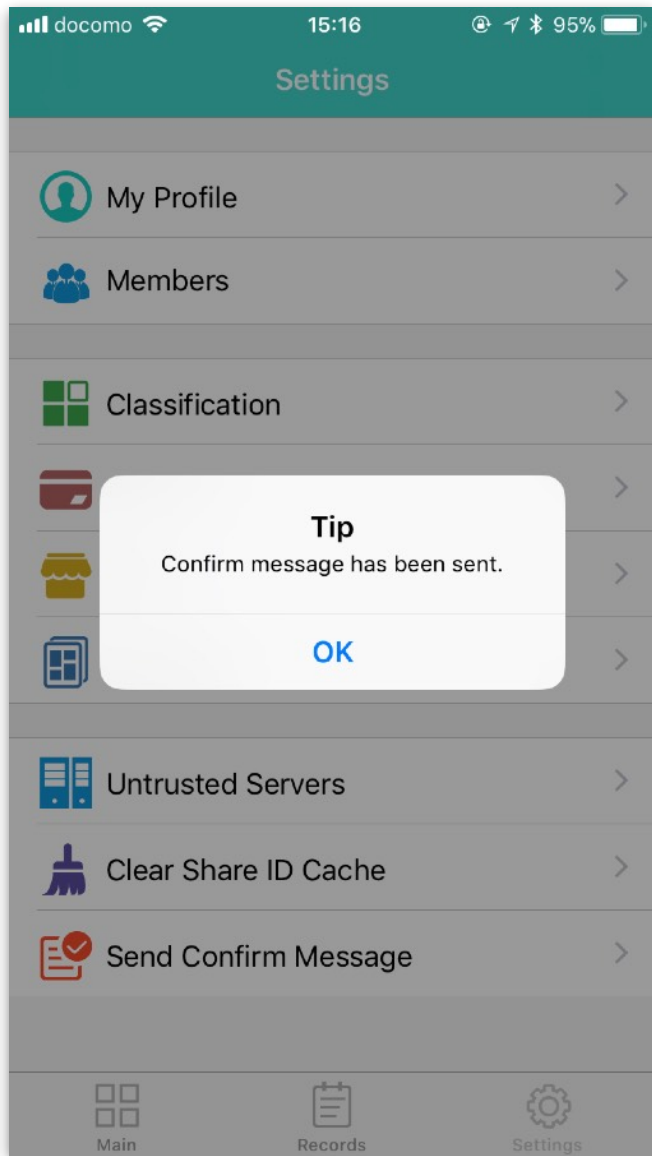 docomo 15:16 95%
Settings
My Profile
Members
Classification
Tip
Confirm message has been sent.
OK
Untrusted Servers
Clear Share ID Cache
Send Confirm Message
Main Records Settings